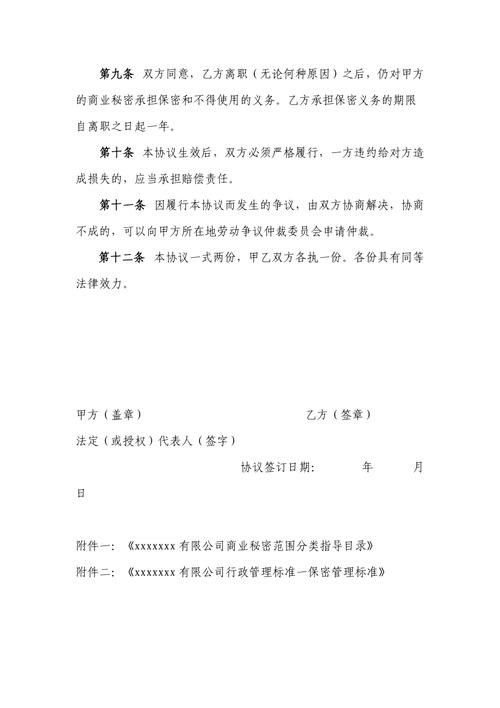 第九条 双方同意，乙方离职（无论何种原因）之后，仍对甲方
的商业秘密承担保密和不得使用的义务。乙方承担保密义务的期限
自离职之日起一年。
第十条 本协议生效后，双方必须严格履行，一方违约给对方造
成损失的，应当承担赔偿责任。
第十一条 因履行本协议而发生的争议，由双方协商解决，协商
不成的，可以向甲方所在地劳动争议仲裁委员会申请仲裁。
第十二条 本协议一式两份，甲乙双方各执一份。各份具有同等
法律效力。
甲方（盖章） 乙方（签章）
法定（或授权）代表人（签字）
协议签订日期： 年 月
日
附件一：《xxxxxxx 有限公司商业秘密范围分类指导目录》
附件二：《xxxxxxx 有限公司行政管理标准—保密管理标准》